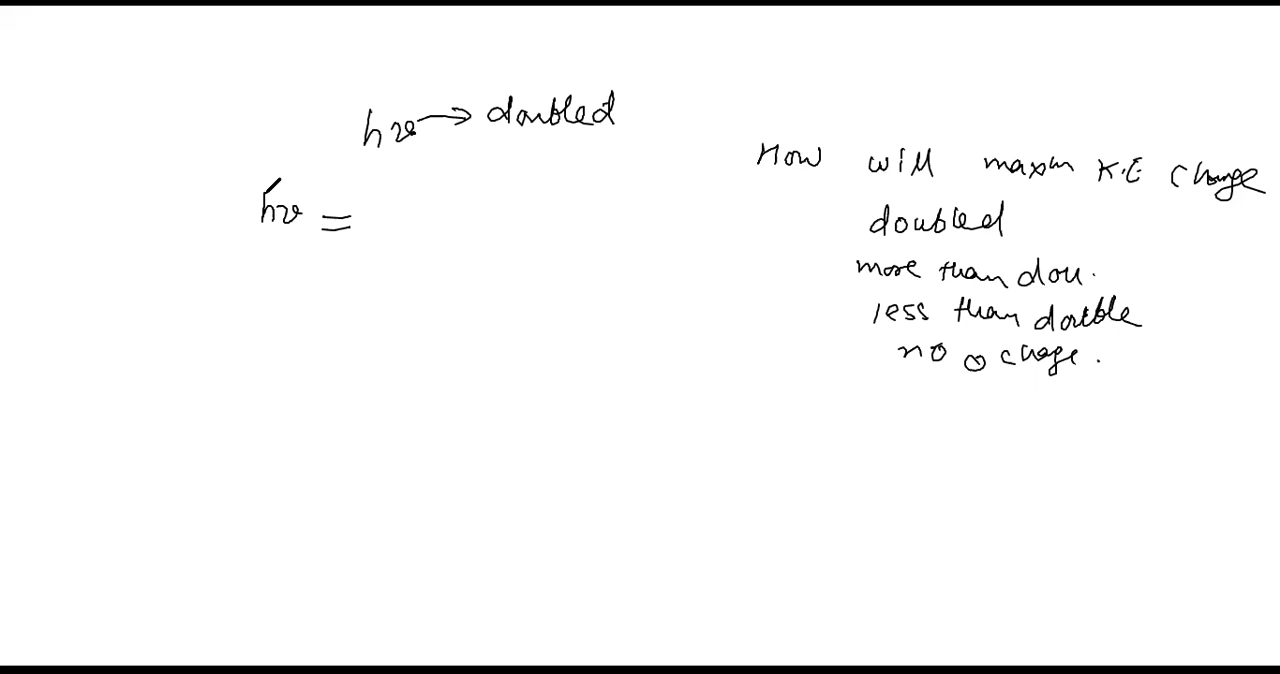 hν → doubled
hν =
How will maxm K.E change
doubled
more than dou.
less than double
no change.